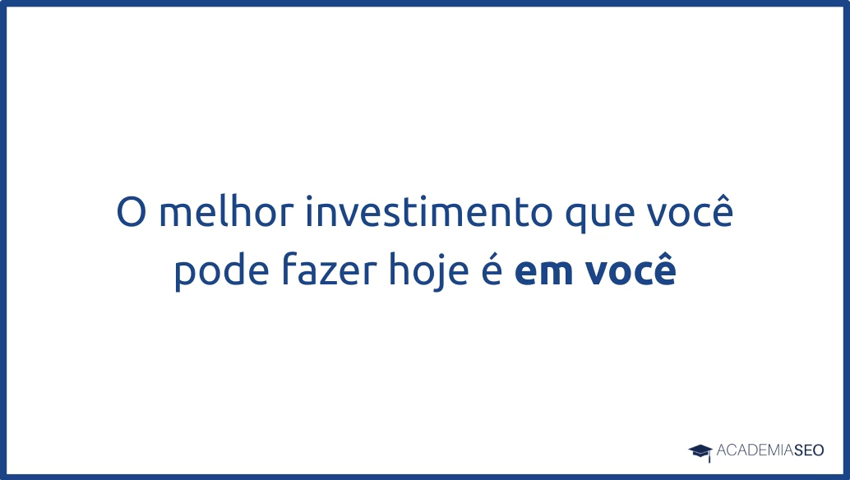 O melhor investimento que você
pode fazer hoje é em você
ACADEMIASEO